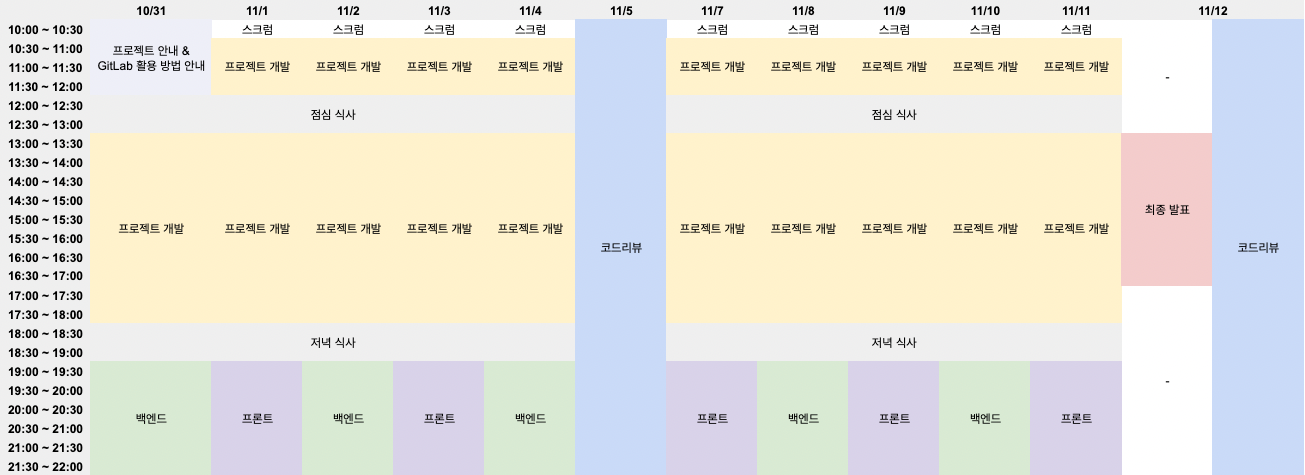 10/31 11/1 11/2 11/3 11/4 11/5 11/7 11/8 11/9 11/10 11/11 11/12
10:00 ~ 10:30 스크럼 스크럼 스크럼 스크럼 스크럼 스크럼 스크럼 스크럼 스크럼
10:30 ~ 11:00 프로젝트 안내 &
11:00 ~ 11:30 GitLab 활용 방법 안내 프로젝트 개발 프로젝트 개발 프로젝트 개발 프로젝트 개발 프로젝트 개발 프로젝트 개발 프로젝트 개발 프로젝트 개발 프로젝트 개발
11:30 ~ 12:00 -
12:00 ~ 12:30 점심 식사 점심 식사
12:30 ~ 13:00
13:00 ~ 13:30
13:30 ~ 14:00
14:00 ~ 14:30
14:30 ~ 15:00 최종 발표
15:00 ~ 15:30 프로젝트 개발 프로젝트 개발 프로젝트 개발 프로젝트 개발 프로젝트 개발 프로젝트 개발 프로젝트 개발 프로젝트 개발 프로젝트 개발 프로젝트 개발
15:30 ~ 16:00 코드리뷰 코드리뷰
16:00 ~ 16:30
16:30 ~ 17:00
17:00 ~ 17:30
17:30 ~ 18:00
18:00 ~ 18:30 저녁 식사 저녁 식사
18:30 ~ 19:00
19:00 ~ 19:30 -
19:30 ~ 20:00
20:00 ~ 20:30 백엔드 프론트 백엔드 프론트 백엔드 프론트 백엔드 프론트 백엔드 프론트
20:30 ~ 21:00
21:00 ~ 21:30
21:30 ~ 22:00